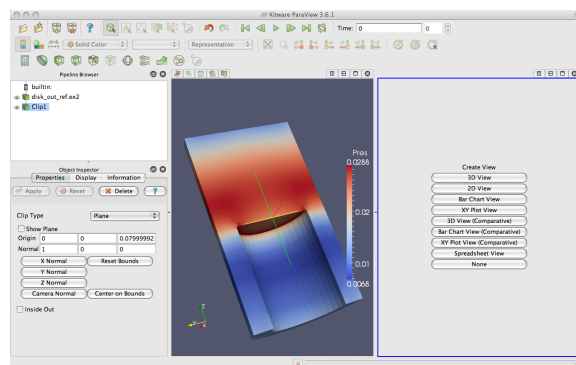 Kitware ParaView 3.6.1
Time: 0 0
Solid Color Representation
Pipeline Browser
builtin:
disk_out_ref.ex2
Clip1
Object Inspector
Properties Display Information
Apply Reset Delete ?
Clip Type Plane
Show Plane
Origin 0 0 0.07999992
Normal 1 0 0
X Normal Reset Bounds
Y Normal
Z Normal
Camera Normal Center on Bounds
Inside Out
Pres
0.0288
0.02
0.01
0.0068
Z
Y X
Create View
3D View
2D View
Bar Chart View
XY Plot View
3D View (Comparative)
Bar Chart View (Comparative)
XY Plot View (Comparative)
Spreadsheet View
None